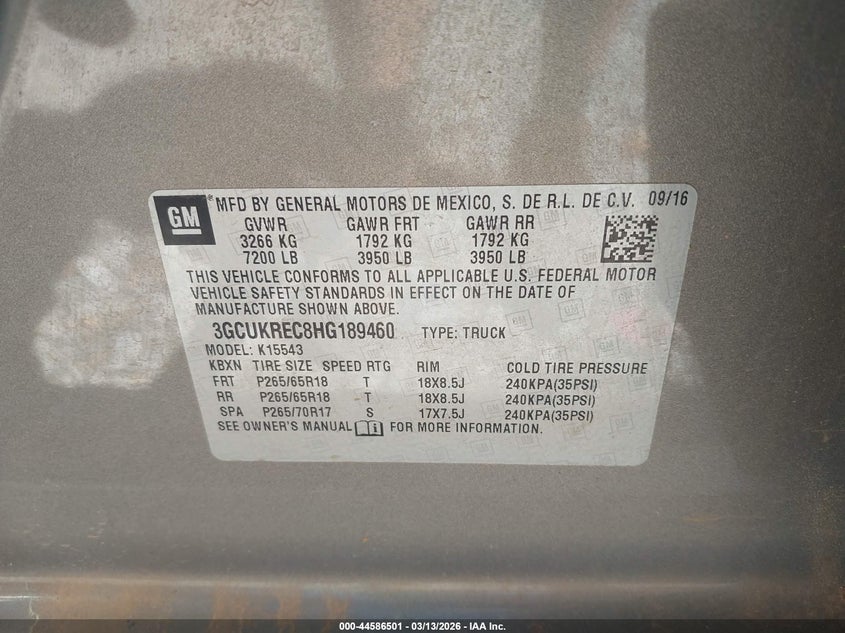 GM ® MFD BY GENERAL MOTORS DE MEXICO, S. DE R.L. DE C.V. 09/16
GVWR GAWR FRT GAWR RR
3266 KG 1792 KG 1792 KG
7200 LB 3950 LB 3950 LB
THIS VEHICLE CONFORMS TO ALL APPLICABLE U.S. FEDERAL MOTOR
VEHICLE SAFETY STANDARDS IN EFFECT ON THE DATE OF
MANUFACTURE SHOWN ABOVE.
3GCUKREC8HG189460 TYPE: TRUCK
MODEL: K15543
KBXN TIRE SIZE SPEED RTG RIM COLD TIRE PRESSURE
FRT P265/65R18 T 18X8.5J 240KPA(35PSI)
RR P265/65R18 T 18X8.5J 240KPA(35PSI)
SPA P265/70R17 S 17X7.5J 240KPA(35PSI)
SEE OWNER'S MANUAL FOR MORE INFORMATION.
000-44586501 | 03/13/2026 | IAA Inc.